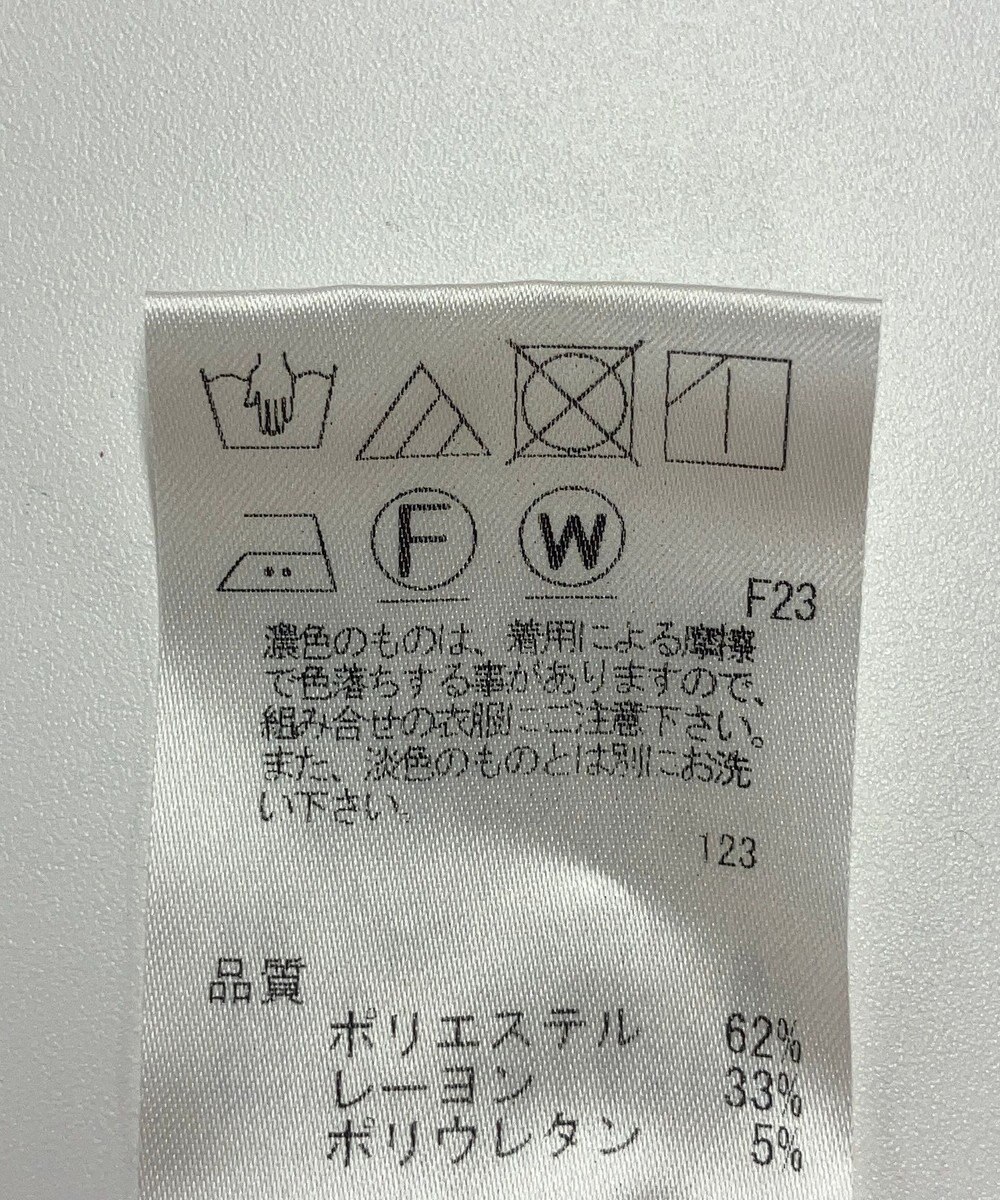 F W
F23
濃色のものは、着用による摩擦
で色落ちする事がありますので、
組み合せの衣服にご注意下さい。
また、淡色のものとは別にお洗
い下さい。
123
品質
ポリエステル 62%
レーヨン 33%
ポリウレタン 5%